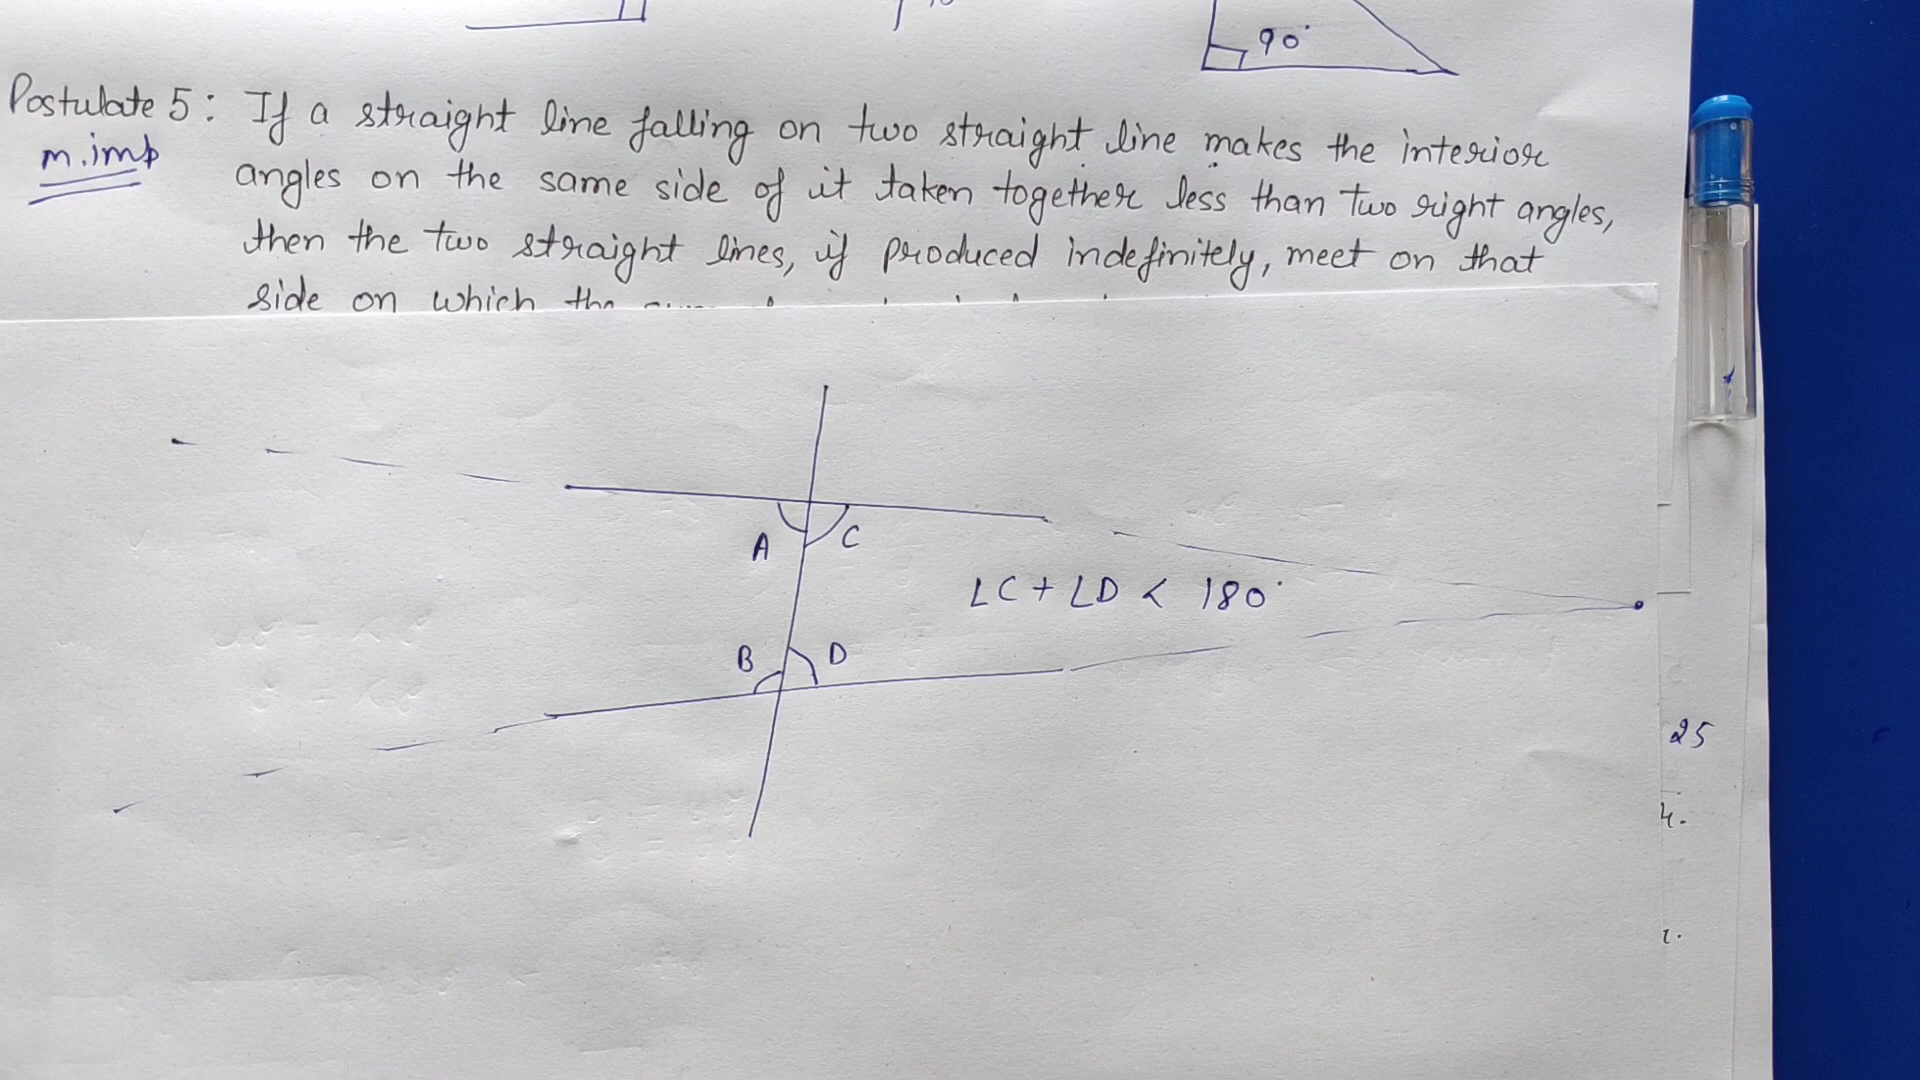 90°
Postulate 5: If a straight line falling on two straight line makes the interior
m.imp
angles on the same side of it taken together less than two right angles,
then the two straight lines, if produced indefinitely, meet on that
side on which the
A C
∠C + ∠D < 180°
B D
25
4.